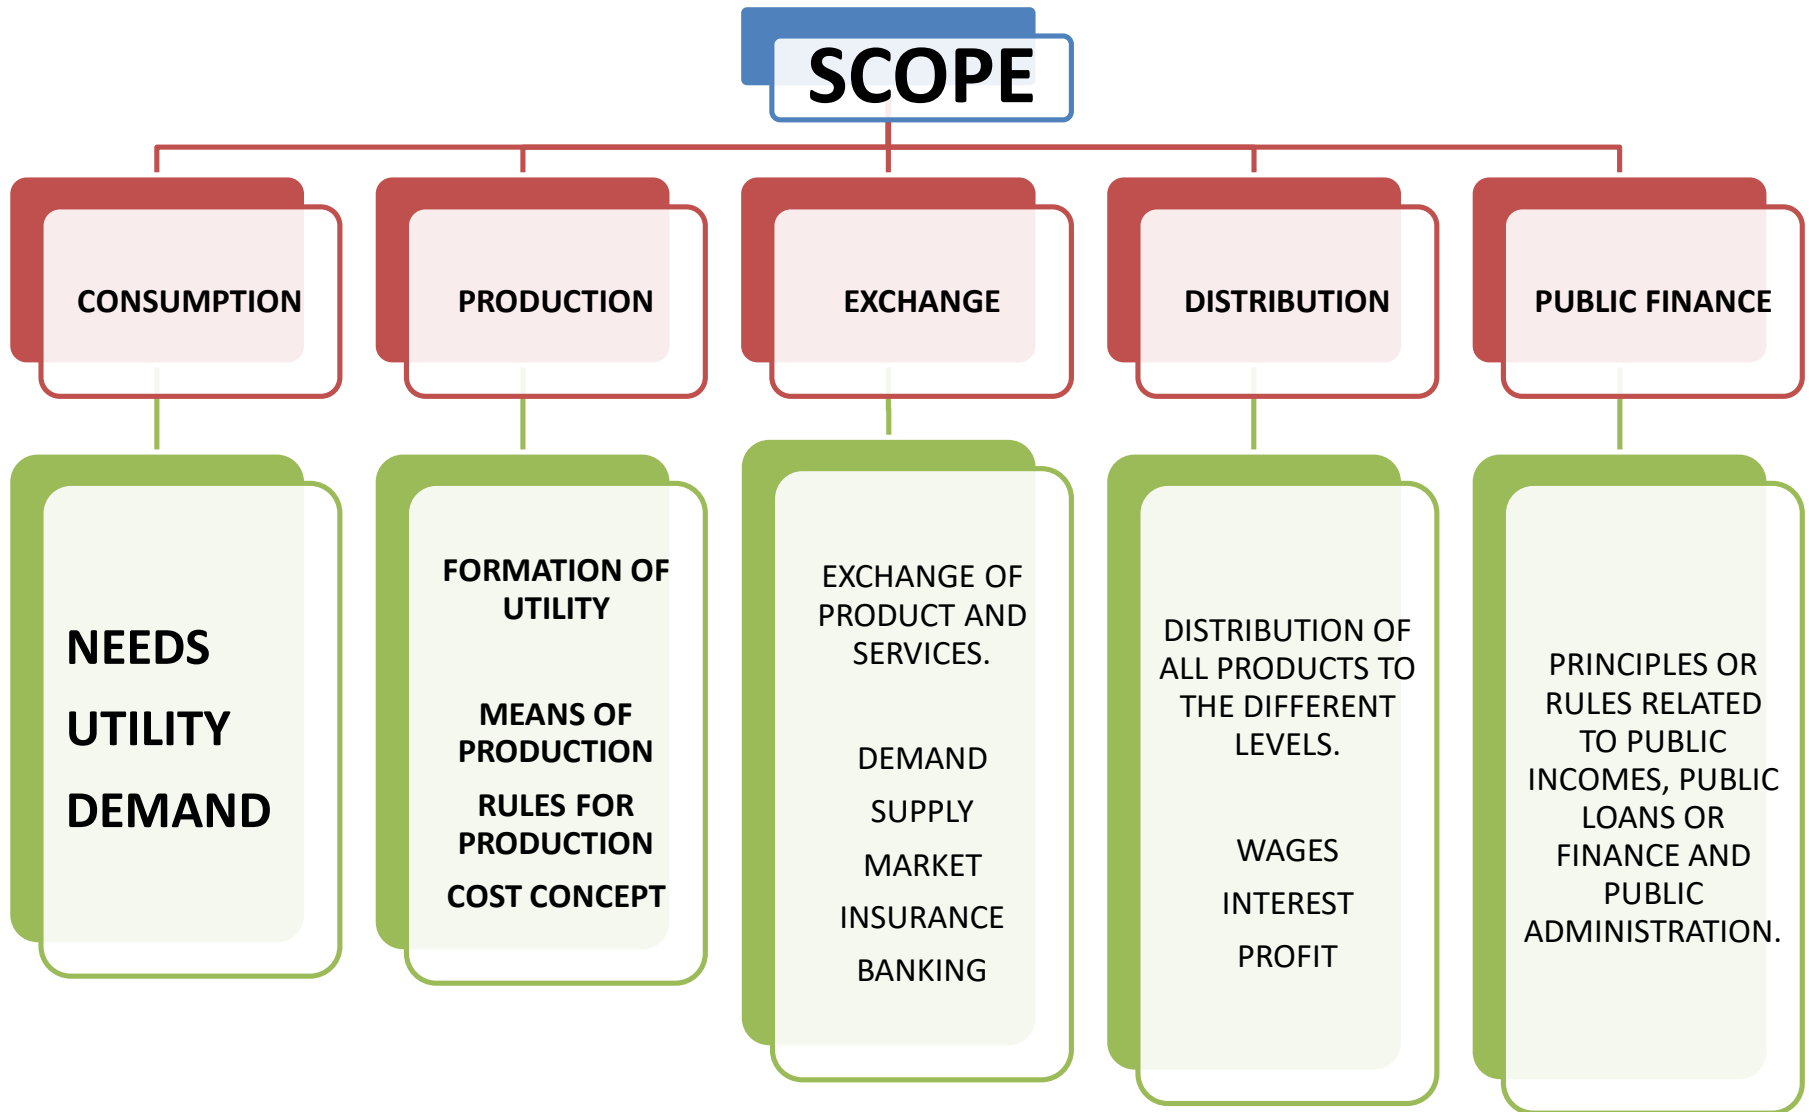 SCOPE
CONSUMPTION
PRODUCTION
EXCHANGE
DISTRIBUTION
PUBLIC FINANCE
NEEDS
UTILITY
DEMAND
FORMATION OF
UTILITY
MEANS OF
PRODUCTION
RULES FOR
PRODUCTION
COST CONCEPT
EXCHANGE OF
PRODUCT AND
SERVICES.
DEMAND
SUPPLY
MARKET
INSURANCE
BANKING
DISTRIBUTION OF
ALL PRODUCTS TO
THE DIFFERENT
LEVELS.
WAGES
INTEREST
PROFIT
PRINCIPLES OR
RULES RELATED
TO PUBLIC
INCOMES, PUBLIC
LOANS OR
FINANCE AND
PUBLIC
ADMINISTRATION.